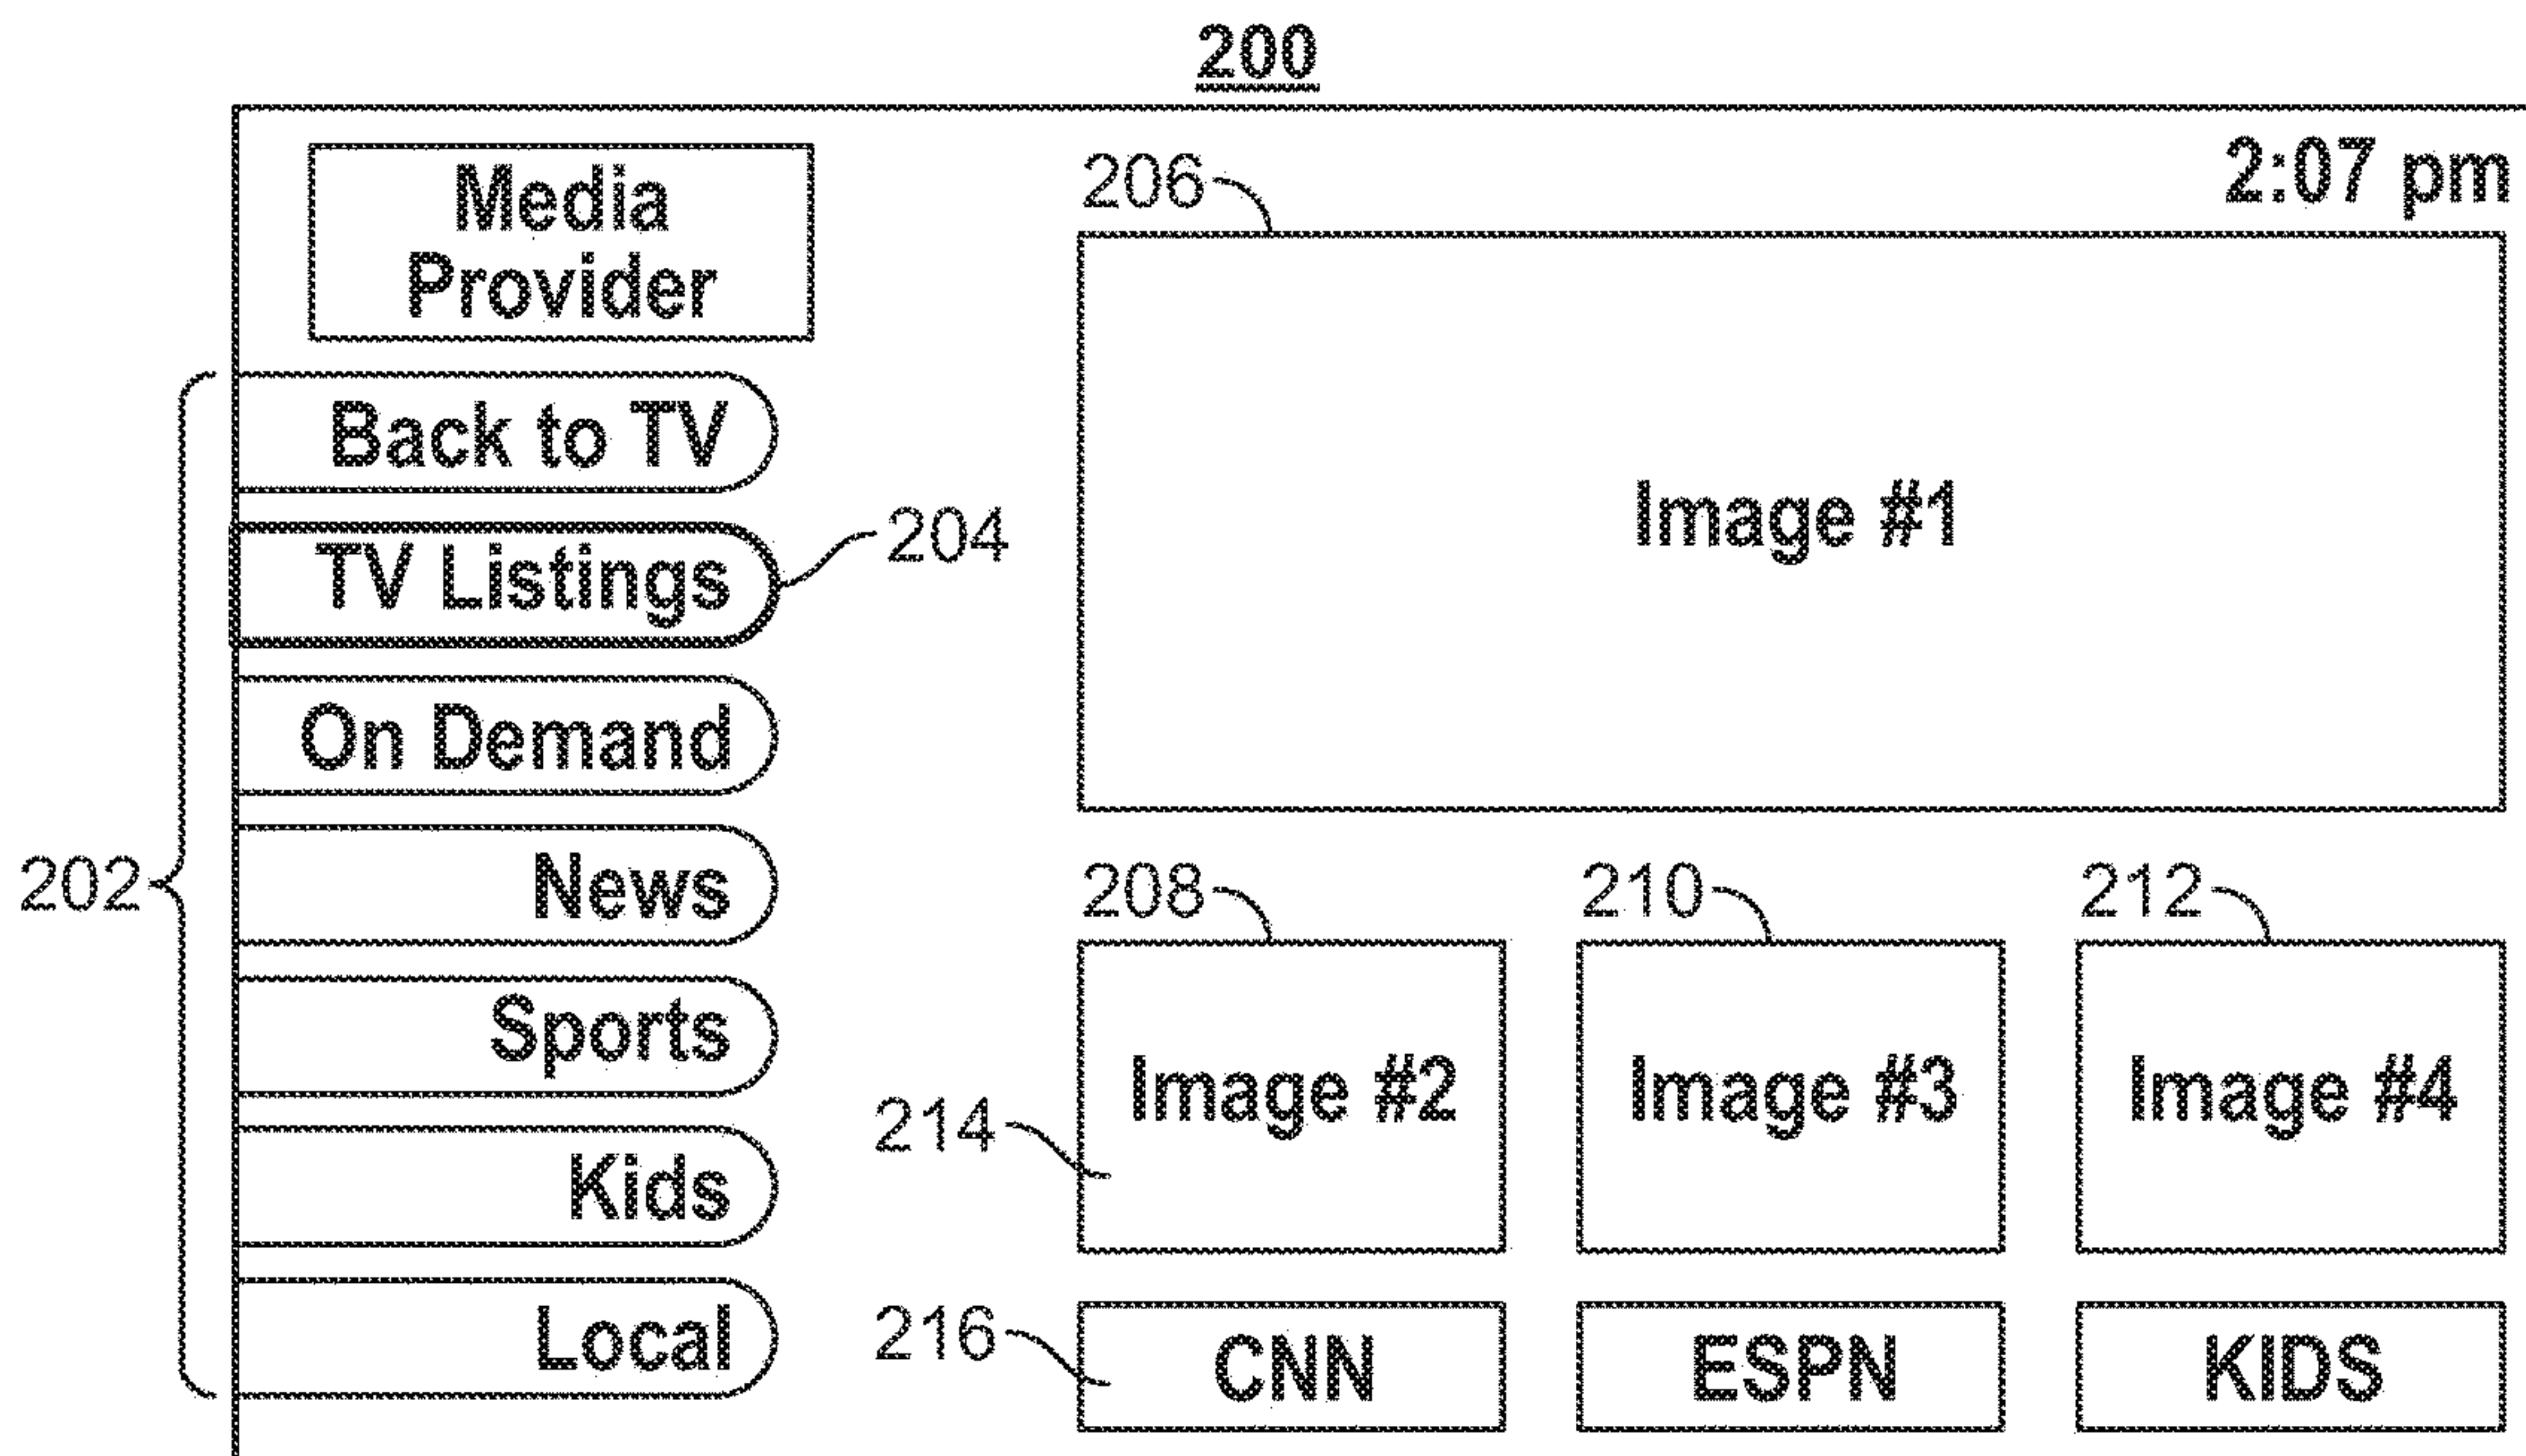 200
Media
Provider
2:07 pm
206
Back to TV
Image #1
TV Listings
204
On Demand
202
News
208
210
212
Sports
Image #2
Image #3
Image #4
214
Kids
Local
216
CNN
ESPN
KIDS